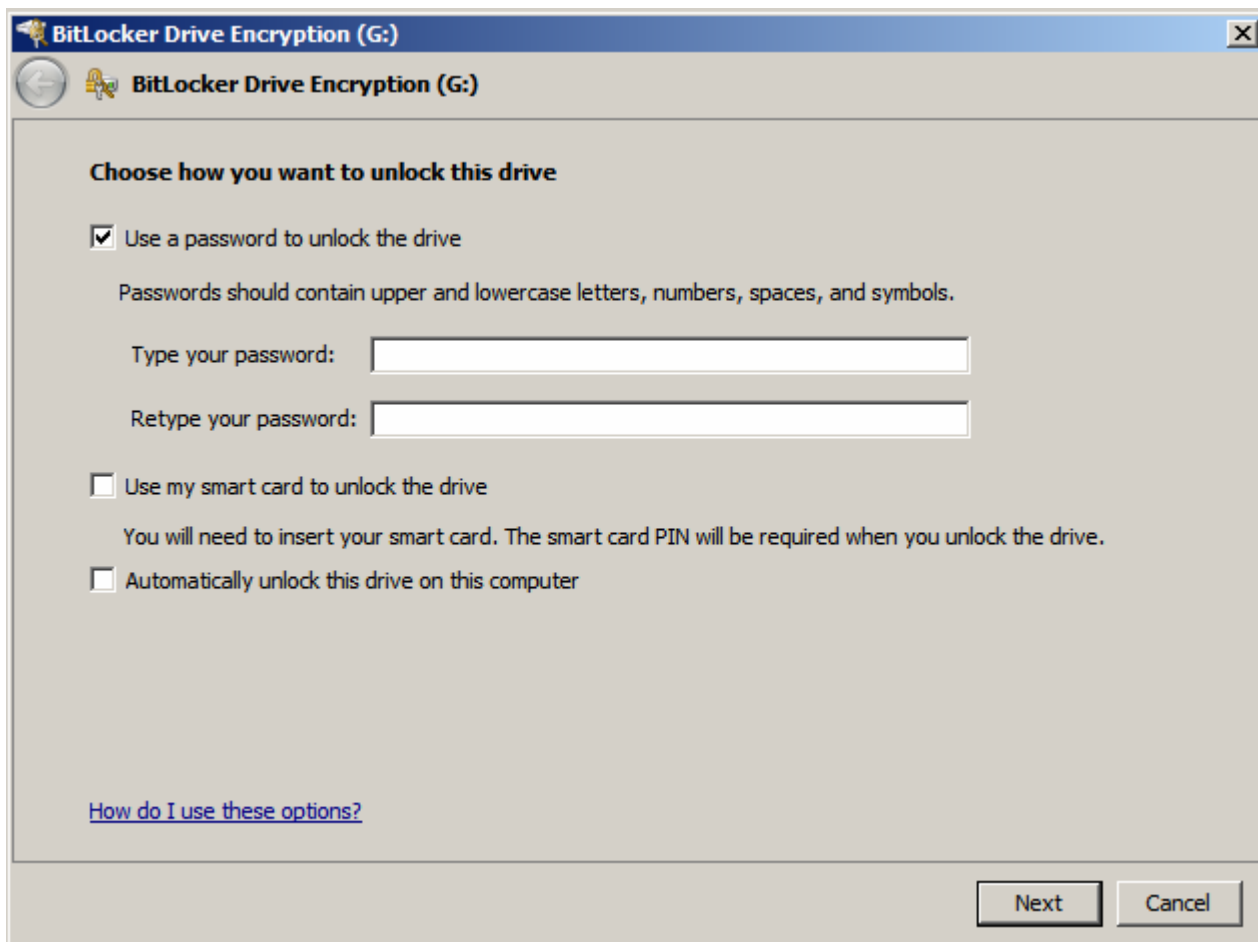 BitLocker Drive Encryption (G:)
BitLocker Drive Encryption (G:)
Choose how you want to unlock this drive
Use a password to unlock the drive
Passwords should contain upper and lowercase letters, numbers, spaces, and symbols.
Type your password:
Retype your password:
Use my smart card to unlock the drive
You will need to insert your smart card. The smart card PIN will be required when you unlock the drive.
Automatically unlock this drive on this computer
How do I use these options?
Next Cancel